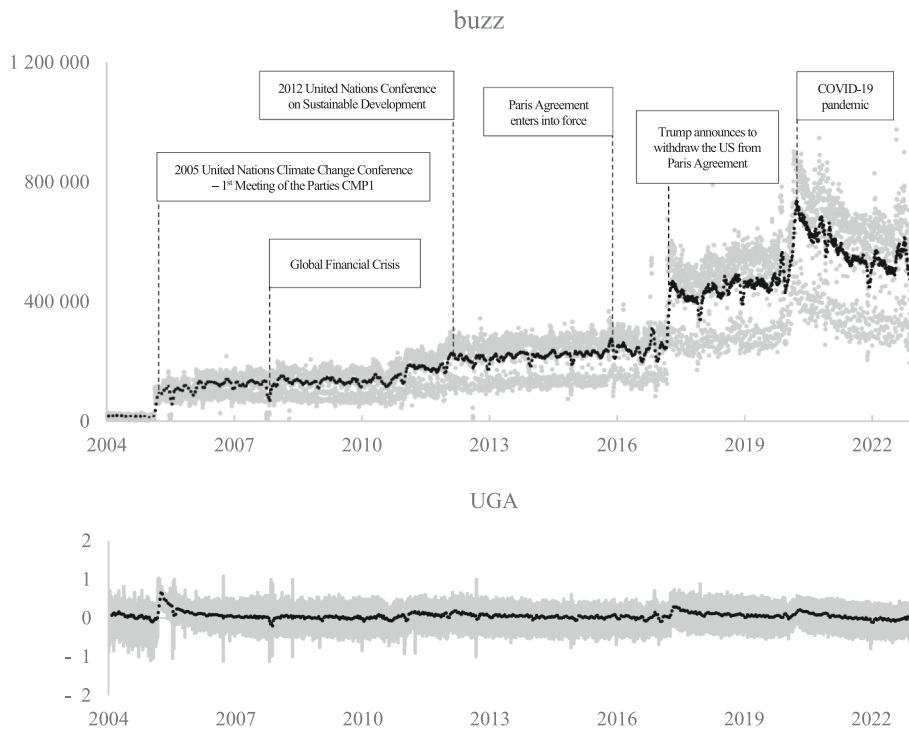 buzz
1 200 000
800 000
400 000
0
2012 United Nations Conference
on Sustainable Development
Paris Agreement
enters into force
COVID-19
pandemic
Trump announces to
withdraw the US from
Paris Agreement
2005 United Nations Climate Change Conference
– 1st Meeting of the Parties CMP1
Global Financial Crisis
2004 2007 2010 2013 2016 2019 2022
UGA
2
1
0
- 1
- 2
2004 2007 2010 2013 2016 2019 2022